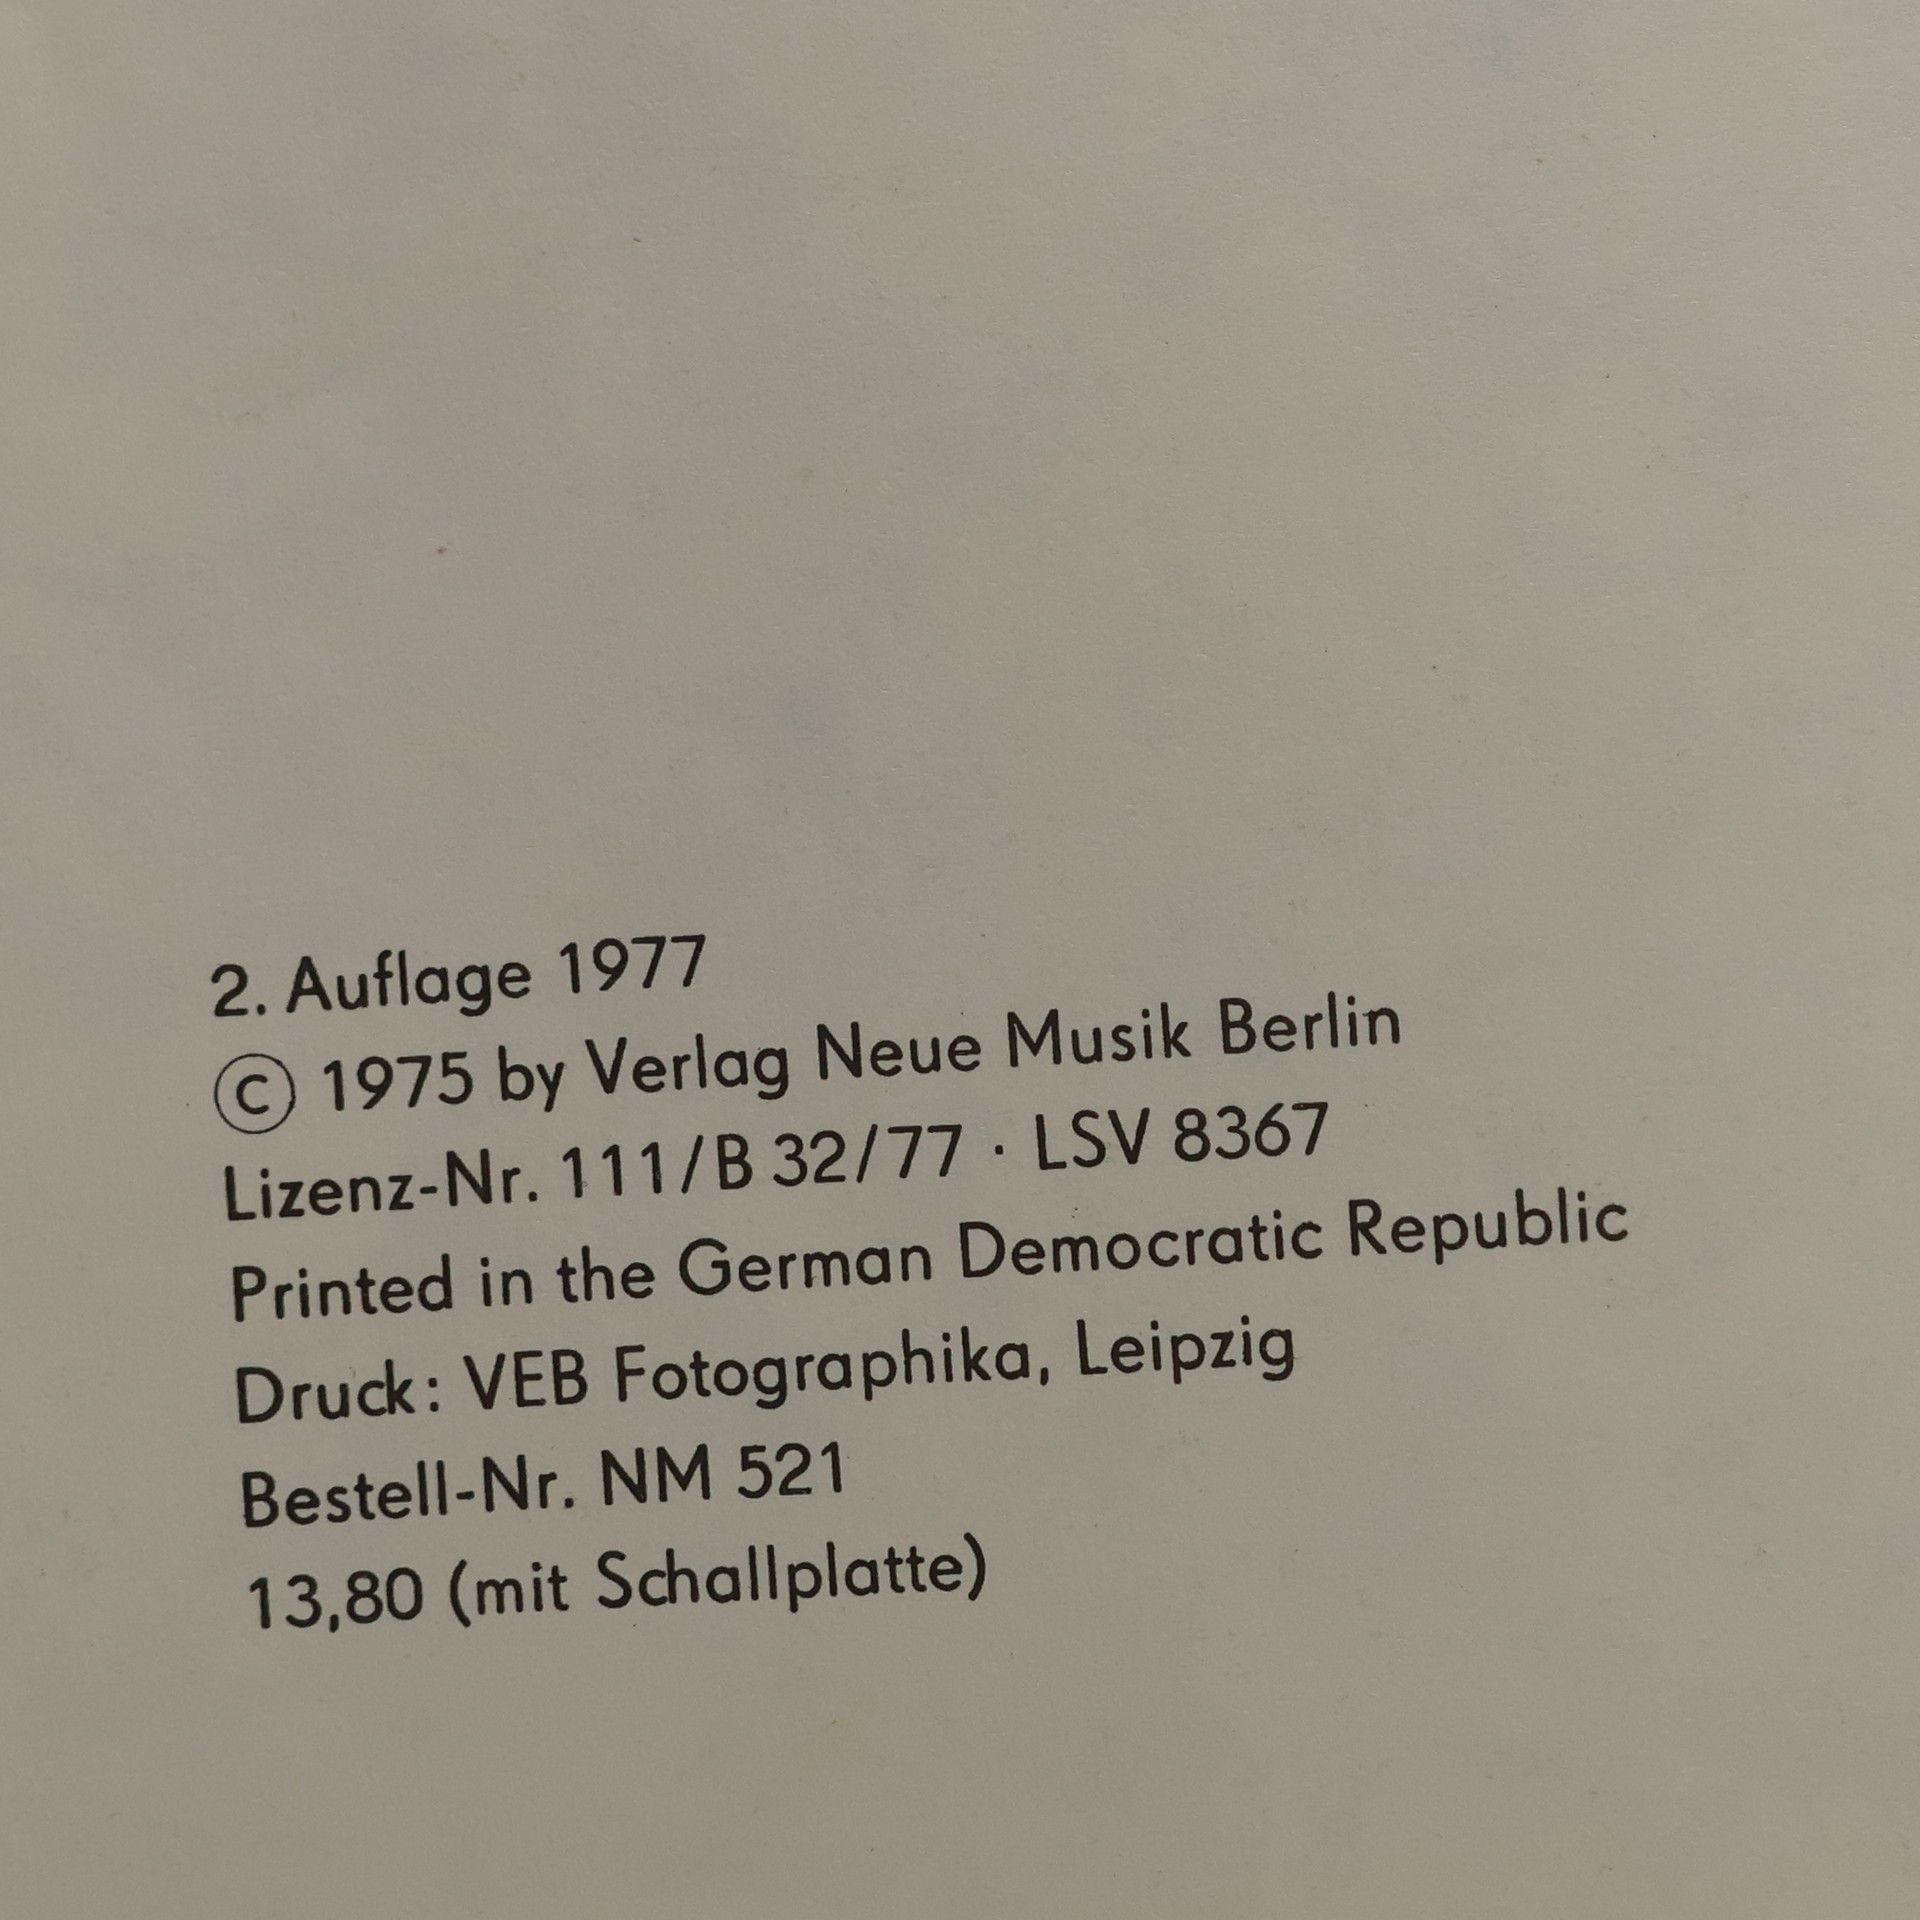 2. Auflage 1977
© 1975 by Verlag Neue Musik Berlin
Lizenz-Nr. 111/B 32/77 · LSV 8367
Printed in the German Democratic Republic
Druck: VEB Fotographika, Leipzig
Bestell-Nr. NM 521
13,80 (mit Schallplatte)